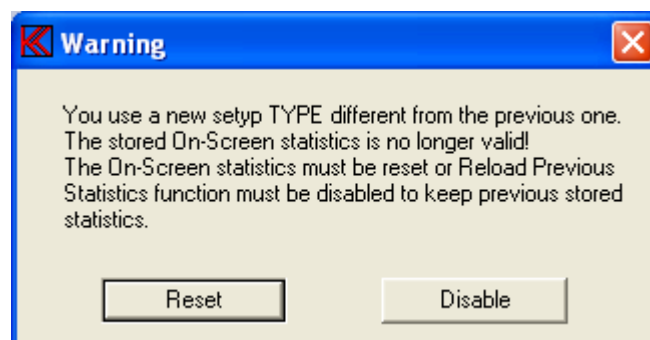 Warning
You use a new setyp TYPE different from the previous one.
The stored On-Screen statistics is no longer valid!
The On-Screen statistics must be reset or Reload Previous
Statistics function must be disabled to keep previous stored
statistics.
Reset
Disable